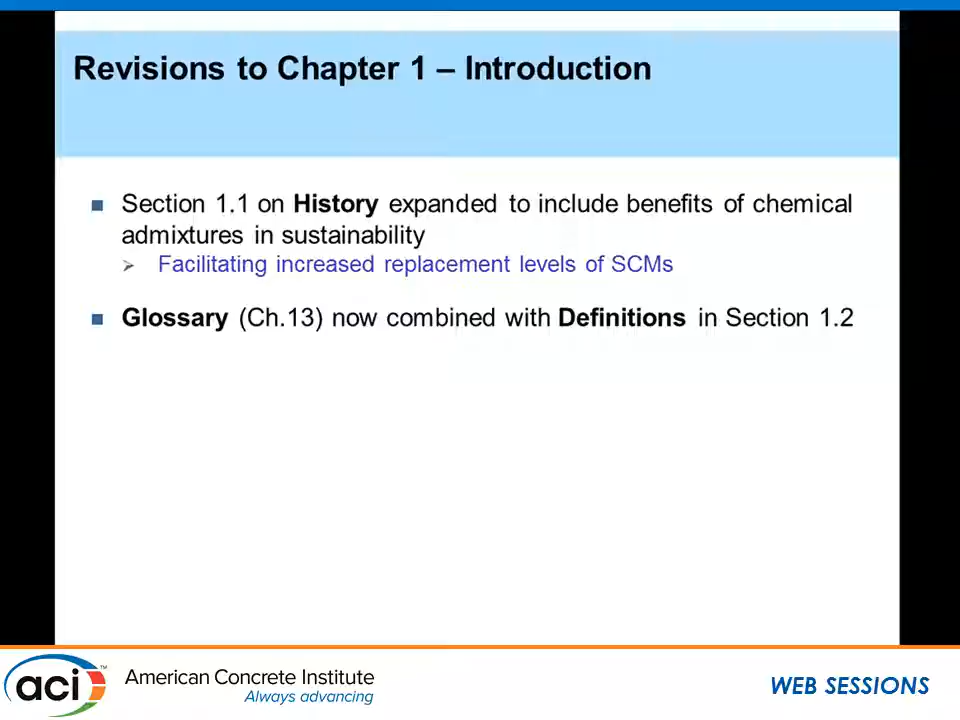 Revisions to Chapter 1 – Introduction
Section 1.1 on History expanded to include benefits of chemical
admixtures in sustainability
Facilitating increased replacement levels of SCMs
Glossary (Ch.13) now combined with Definitions in Section 1.2
aci™
American Concrete Institute
Always advancing
WEB SESSIONS